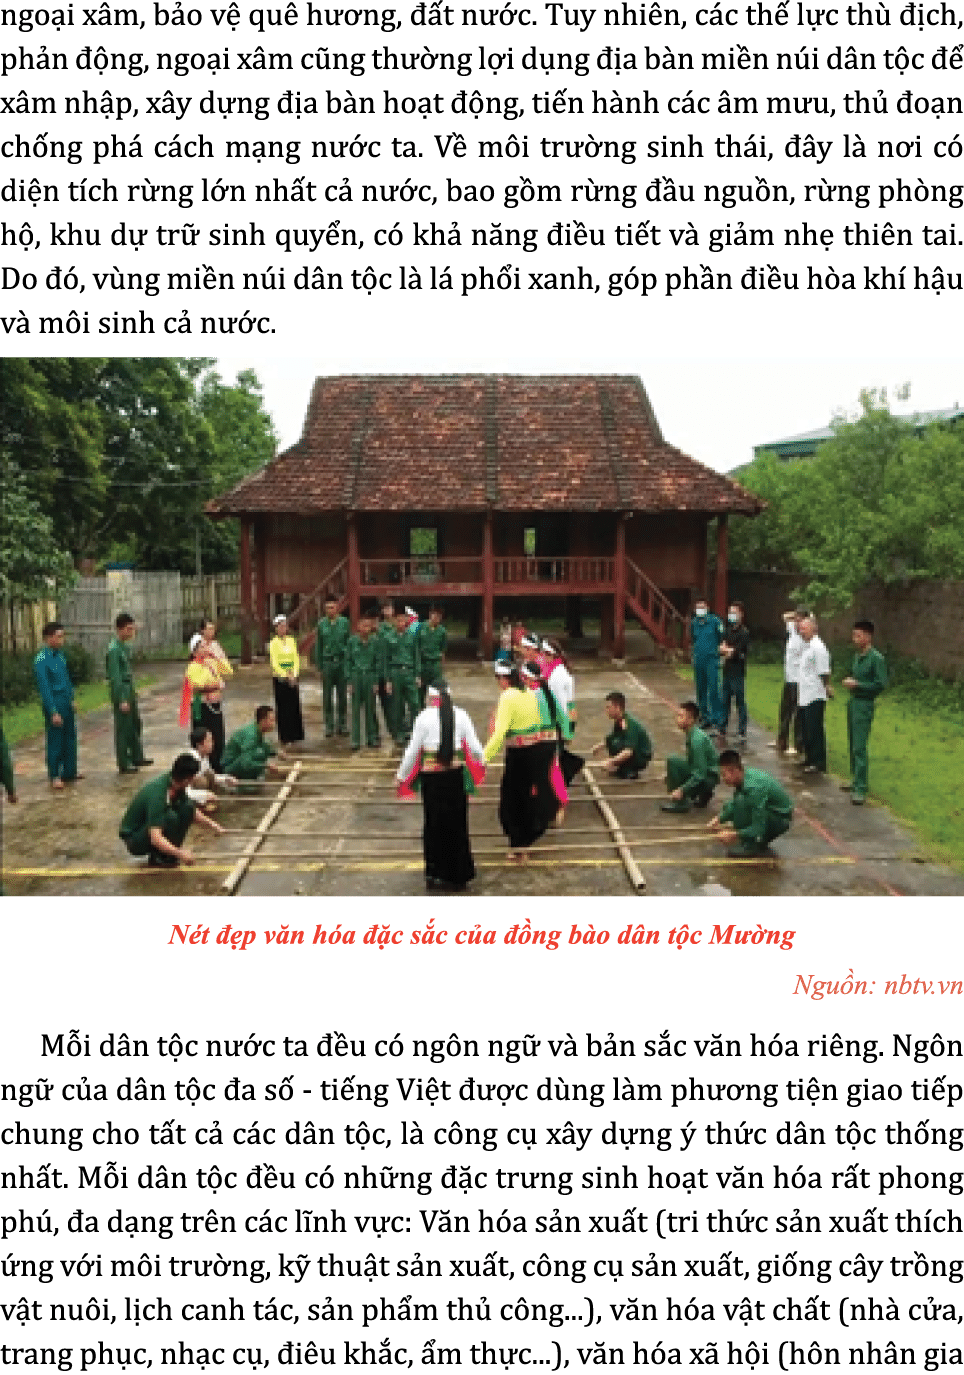 ngoại xâm, bảo vệ quê hương, đất nước. Tuy nhiên, các thế lực thù địch,
phản động, ngoại xâm cũng thường lợi dụng địa bàn miền núi dân tộc để
xâm nhập, xây dựng địa bàn hoạt động, tiến hành các âm mưu, thủ đoạn
chống phá cách mạng nước ta. Về môi trường sinh thái, đây là nơi có
diện tích rừng lớn nhất cả nước, bao gồm rừng đầu nguồn, rừng phòng
hộ, khu dự trữ sinh quyển, có khả năng điều tiết và giảm nhẹ thiên tai.
Do đó, vùng miền núi dân tộc là lá phổi xanh, góp phần điều hòa khí hậu
và môi sinh cả nước.
Nét đẹp văn hóa đặc sắc của đồng bào dân tộc Mường
Nguồn: nbtv.vn
Mỗi dân tộc nước ta đều có ngôn ngữ và bản sắc văn hóa riêng. Ngôn
ngữ của dân tộc đa số - tiếng Việt được dùng làm phương tiện giao tiếp
chung cho tất cả các dân tộc, là công cụ xây dựng ý thức dân tộc thống
nhất. Mỗi dân tộc đều có những đặc trưng sinh hoạt văn hóa rất phong
phú, đa dạng trên các lĩnh vực: Văn hóa sản xuất (tri thức sản xuất thích
ứng với môi trường, kỹ thuật sản xuất, công cụ sản xuất, giống cây trồng
vật nuôi, lịch canh tác, sản phẩm thủ công...), văn hóa vật chất (nhà cửa,
trang phục, nhạc cụ, điêu khắc, ẩm thực...), văn hóa xã hội (hôn nhân gia